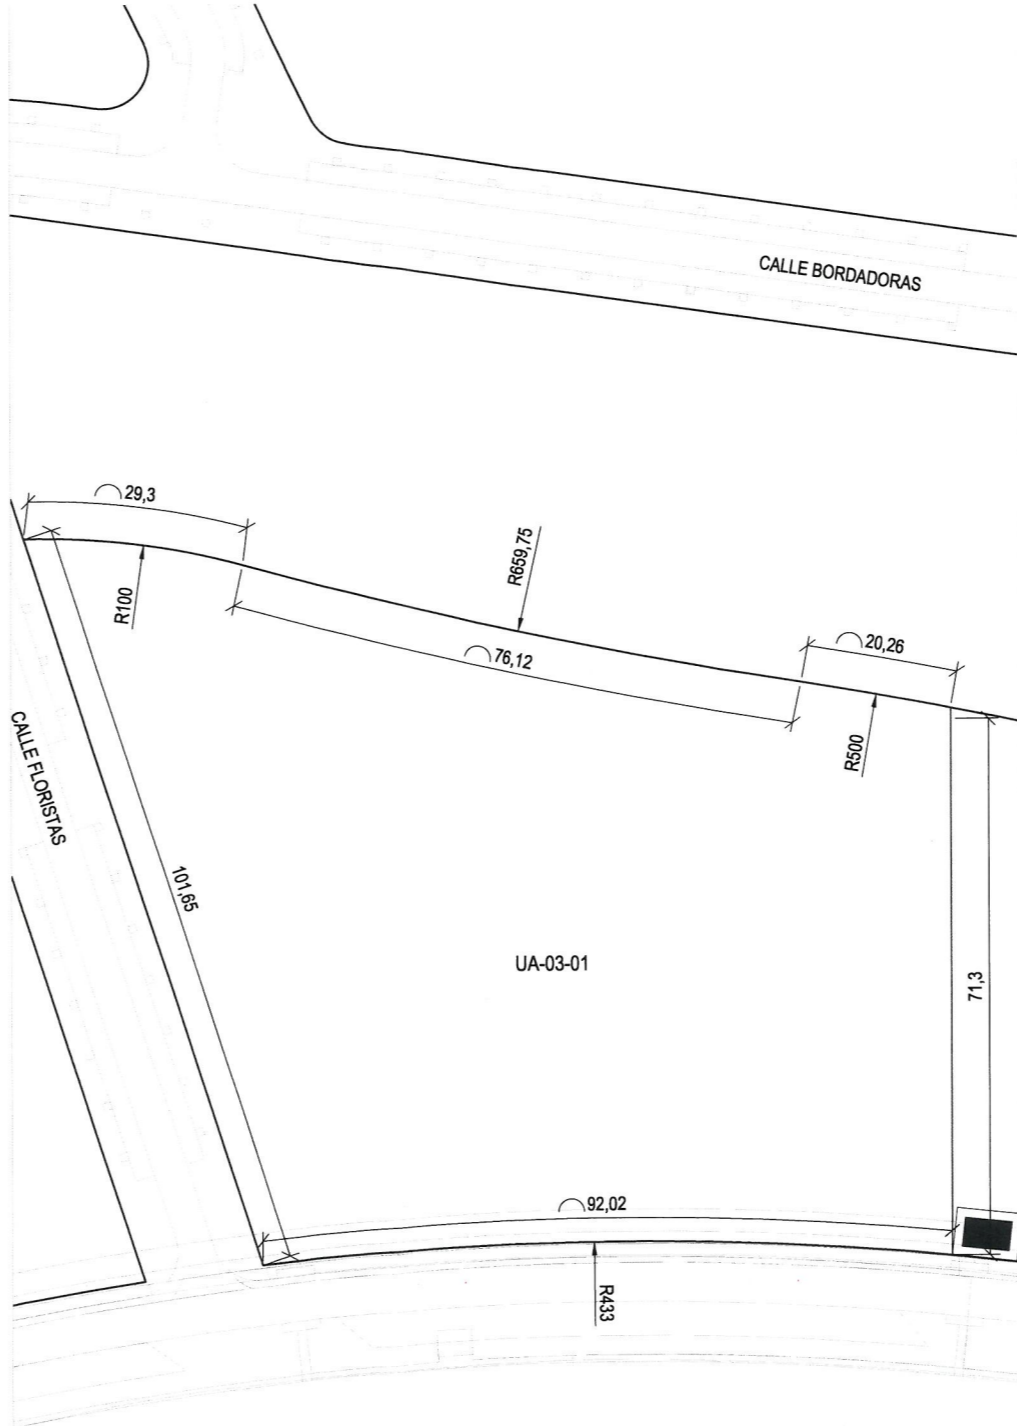 CALLE BORDADORAS
29,3
R659,75
R100
76,12
20,26
R500
CALLE FLORISTAS
101,65
UA-03-01
71,3
92,02
R433